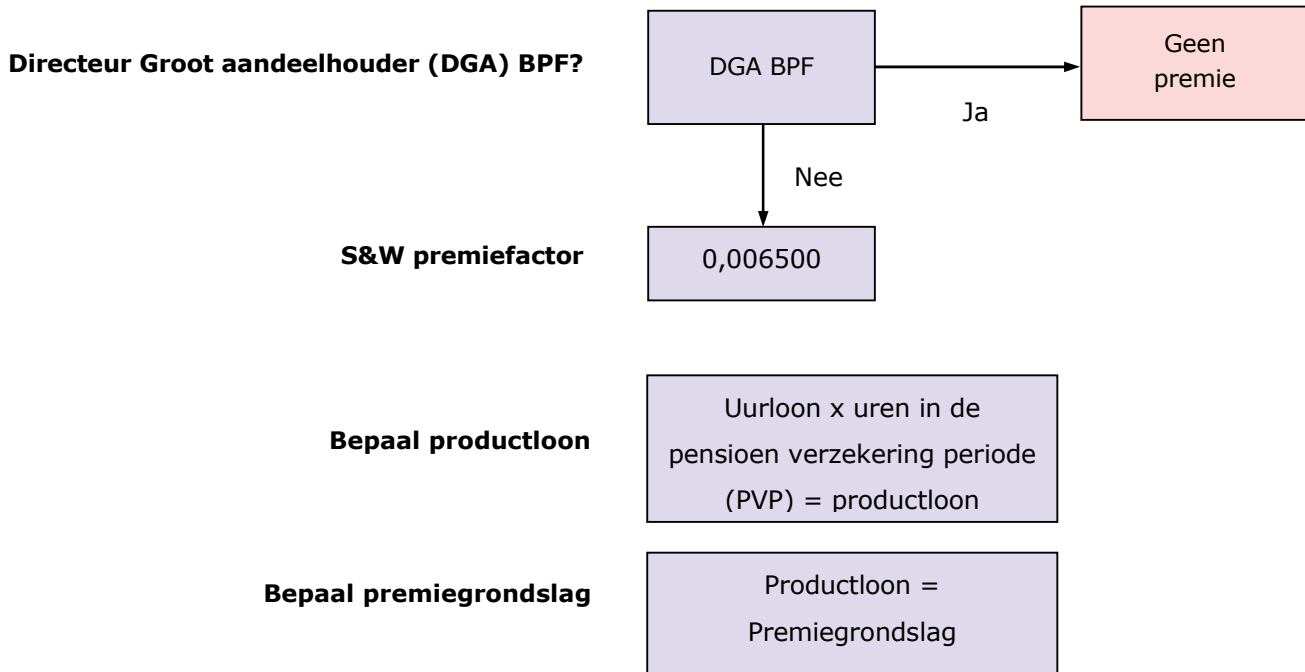 Directeur Groot aandeelhouder (DGA) BPF?
DGA BPF
Geen
premie
Ja
Nee
S&W premiefactor
0,006500
Bepaal productloon
Uurloon x uren in de
pensioen verzekering periode
(PVP) = productloon
Bepaal premiegrondslag
Productloon =
Premiegrondslag